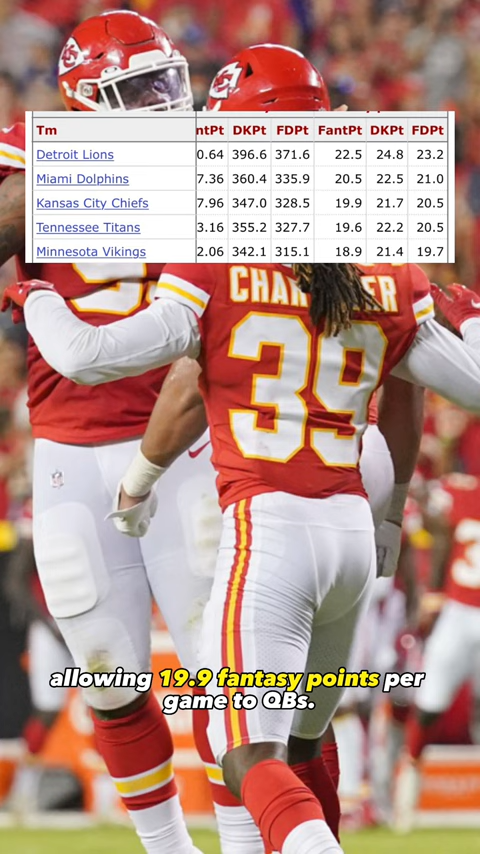 Tm ntPt DKPt FDPt FantPt DKPt FDPt
Detroit Lions 0.64 396.6 371.6 22.5 24.8 23.2
Miami Dolphins 7.36 360.4 335.9 20.5 22.5 21.0
Kansas City Chiefs 7.96 347.0 328.5 19.9 21.7 20.5
Tennessee Titans 3.16 355.2 327.7 19.6 22.2 20.5
Minnesota Vikings 2.06 342.1 315.1 18.9 21.4 19.7
39
allowing 19.9 fantasy points per
game to QBs.